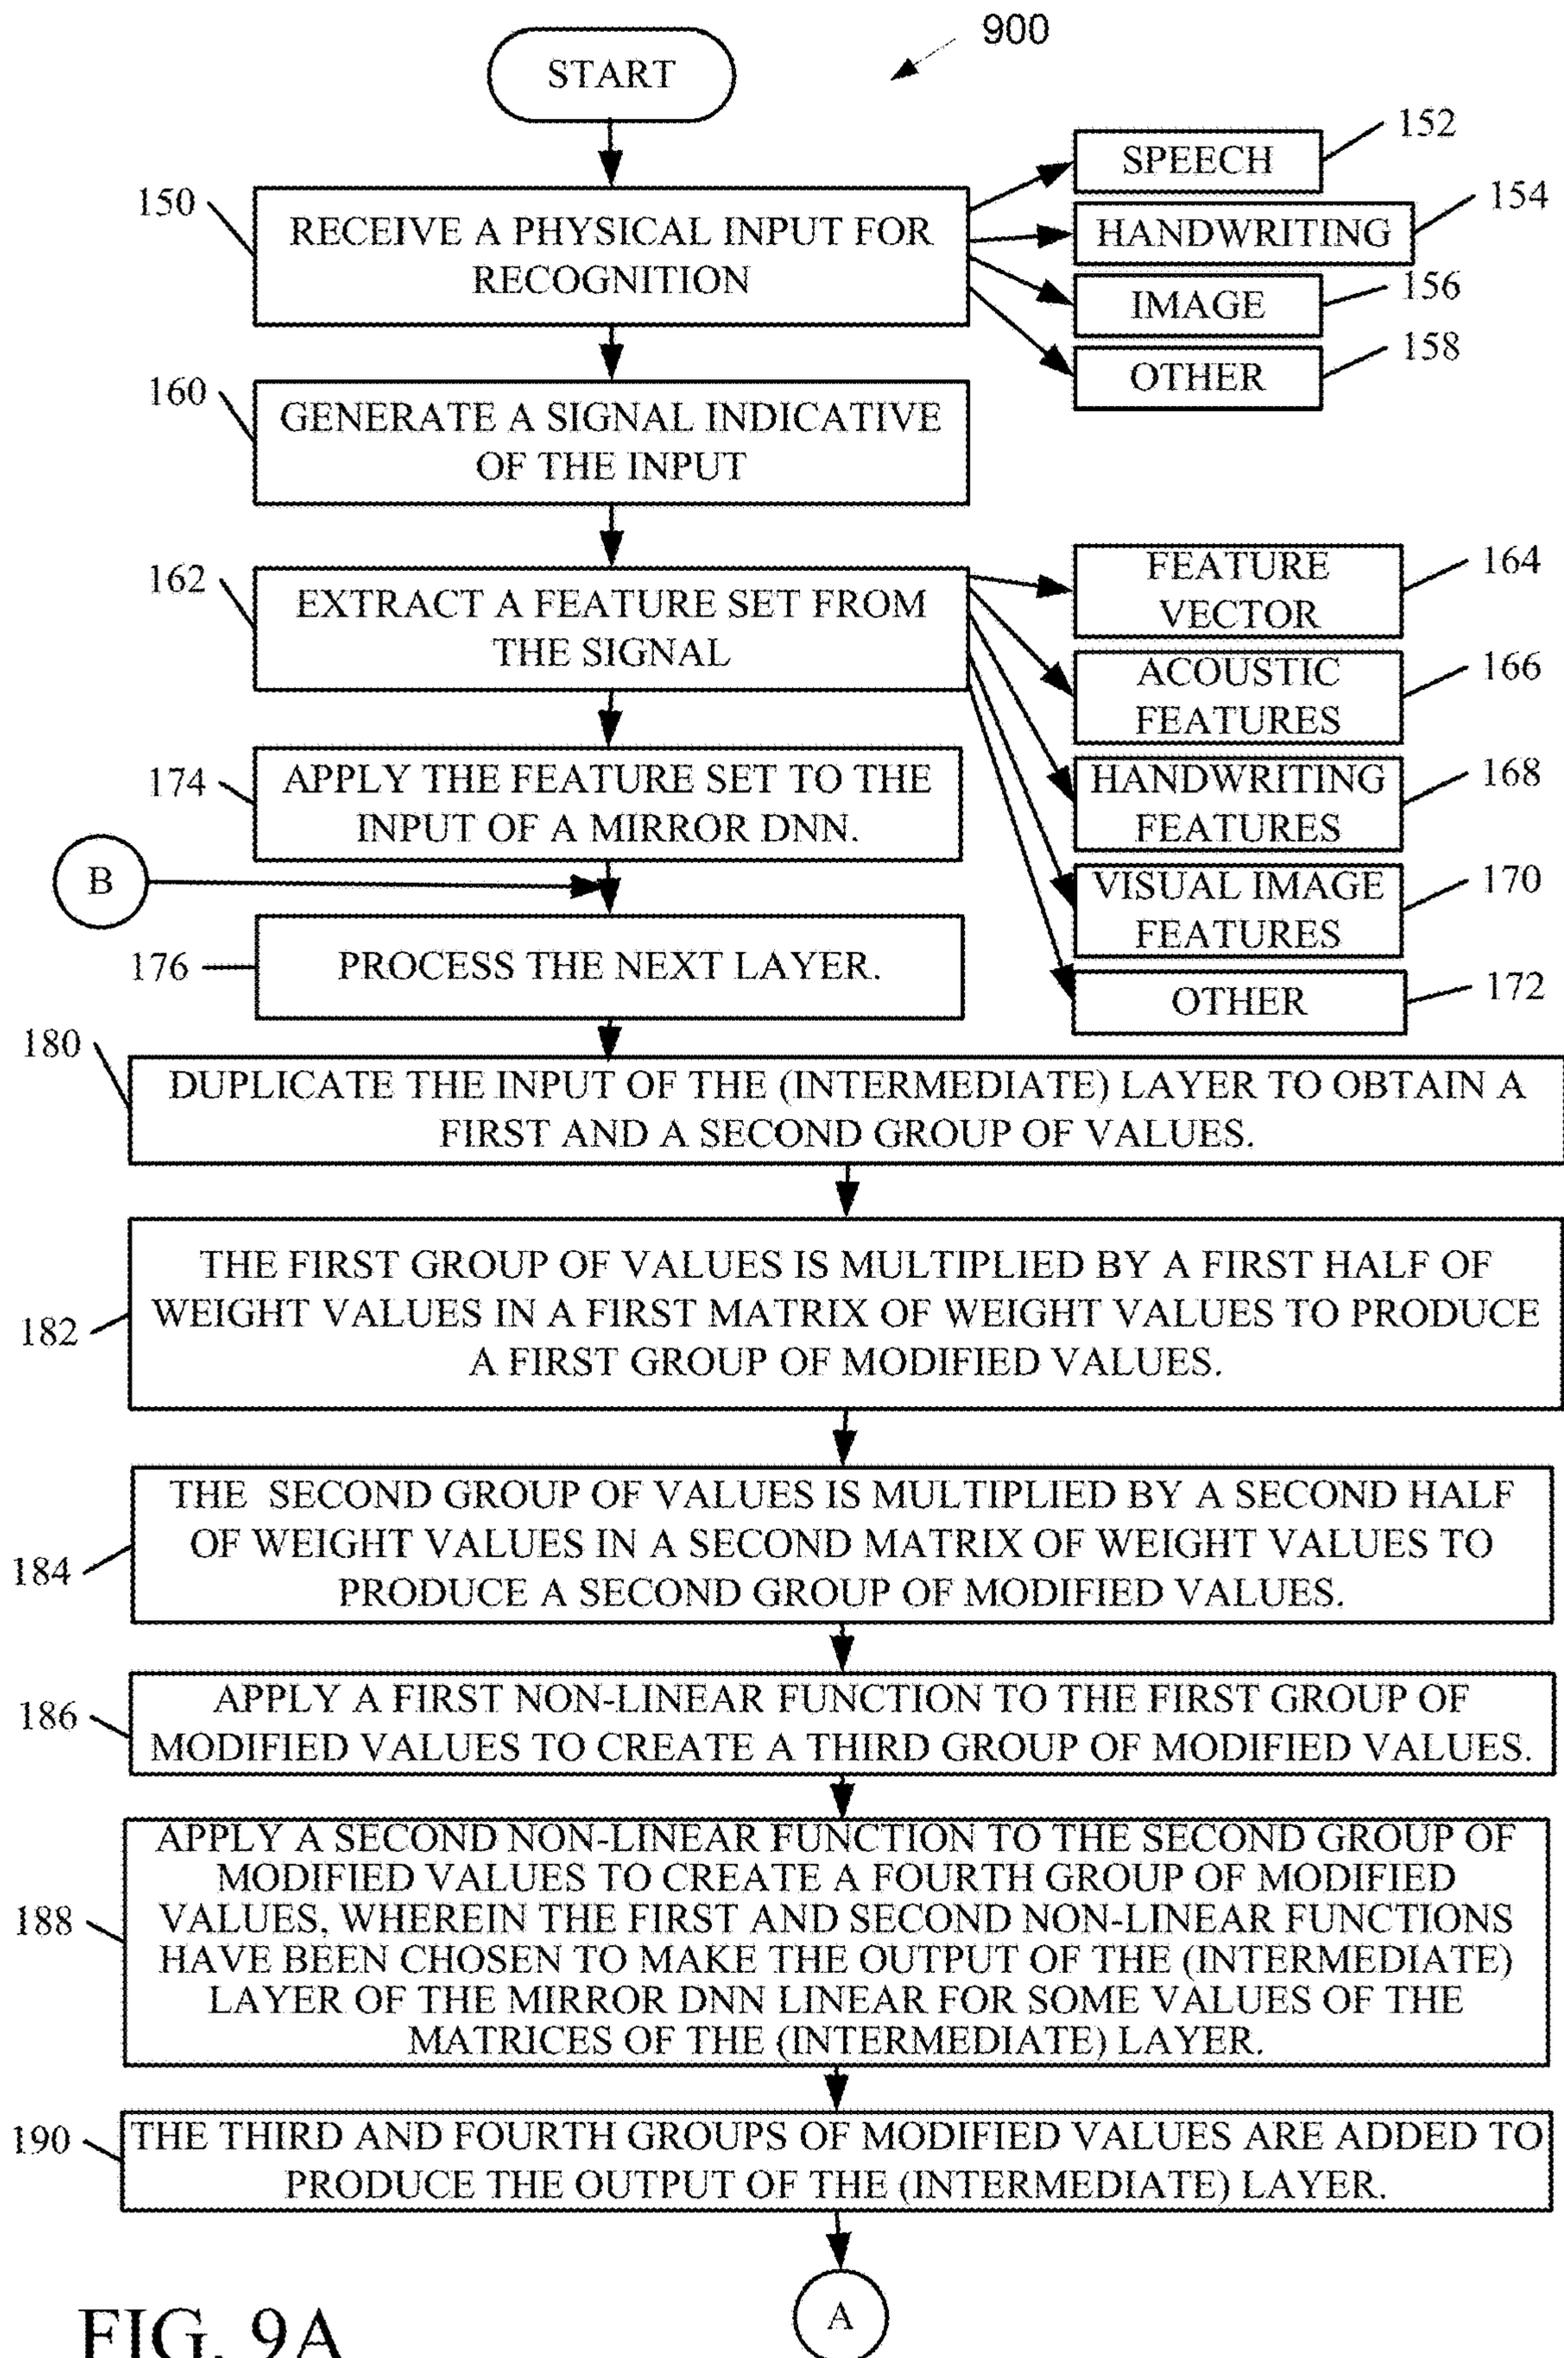 900
START
152
SPEECH
154
150
RECEIVE A PHYSICAL INPUT FOR
RECOGNITION
HANDWRITING
156
IMAGE
158
OTHER
160
GENERATE A SIGNAL INDICATIVE
OF THE INPUT
162
EXTRACT A FEATURE SET FROM
THE SIGNAL
FEATURE
VECTOR
164
ACOUSTIC
FEATURES
166
174
APPLY THE FEATURE SET TO THE
INPUT OF A MIRROR DNN.
HANDWRITING
FEATURES
168
B
VISUAL IMAGE
FEATURES
170
176
PROCESS THE NEXT LAYER.
OTHER
172
180
DUPLICATE THE INPUT OF THE (INTERMEDIATE) LAYER TO OBTAIN A
FIRST AND A SECOND GROUP OF VALUES.
182
THE FIRST GROUP OF VALUES IS MULTIPLIED BY A FIRST HALF OF
WEIGHT VALUES IN A FIRST MATRIX OF WEIGHT VALUES TO PRODUCE
A FIRST GROUP OF MODIFIED VALUES.
184
THE SECOND GROUP OF VALUES IS MULTIPLIED BY A SECOND HALF
OF WEIGHT VALUES IN A SECOND MATRIX OF WEIGHT VALUES TO
PRODUCE A SECOND GROUP OF MODIFIED VALUES.
186
APPLY A FIRST NON-LINEAR FUNCTION TO THE FIRST GROUP OF
MODIFIED VALUES TO CREATE A THIRD GROUP OF MODIFIED VALUES.
188
APPLY A SECOND NON-LINEAR FUNCTION TO THE SECOND GROUP OF
MODIFIED VALUES TO CREATE A FOURTH GROUP OF MODIFIED
VALUES, WHEREIN THE FIRST AND SECOND NON-LINEAR FUNCTIONS
HAVE BEEN CHOSEN TO MAKE THE OUTPUT OF THE (INTERMEDIATE)
LAYER OF THE MIRROR DNN LINEAR FOR SOME VALUES OF THE
MATRICES OF THE (INTERMEDIATE) LAYER.
190
THE THIRD AND FOURTH GROUPS OF MODIFIED VALUES ARE ADDED TO
PRODUCE THE OUTPUT OF THE (INTERMEDIATE) LAYER.
A
FIG. 9A